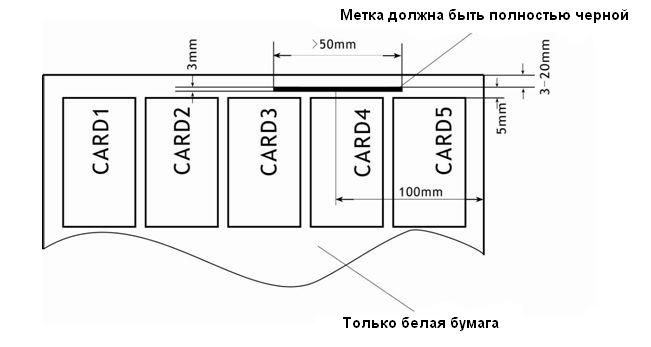 Метка должна быть полностью черной
>50mm
3mm
3-20mm
5mm
CARD1
CARD2
CARD3
CARD4
CARD5
100mm
Только белая бумага